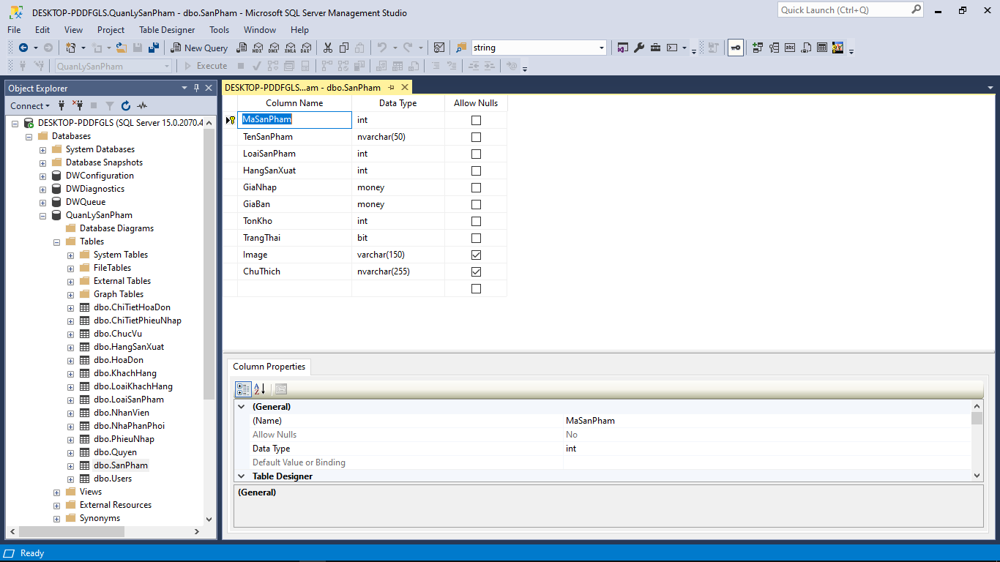 DESKTOP-PDDFGLS.QuanLySanPham - dbo.SanPham - Microsoft SQL Server Management Studio
Quick Launch (Ctrl+Q)
File Edit View Project Table Designer Tools Window Help
New Query MDX DMX XMLA DAX string
QuanLySanPham Execute
Object Explorer
DESKTOP-PDDFGLS...am - dbo.SanPham
Connect
DESKTOP-PDDFGLS (SQL Server 15.0.2070.4
Databases
System Databases
Database Snapshots
DWConfiguration
DWDiagnostics
DWQueue
QuanLySanPham
Database Diagrams
Tables
System Tables
FileTables
External Tables
Graph Tables
dbo.ChiTietHoaDon
dbo.ChiTietPhieuNhap
dbo.ChucVu
dbo.HangSanXuat
dbo.HoaDon
dbo.KhachHang
dbo.LoaiKhachHang
dbo.LoaiSanPham
dbo.NhanVien
dbo.NhaPhanPhoi
dbo.PhieuNhap
dbo.Quyen
dbo.SanPham
dbo.Users
Views
External Resources
Synonyms
Column Name Data Type Allow Nulls
MaSanPham int
TenSanPham nvarchar(50)
LoaiSanPham int
HangSanXuat int
GiaNhap money
GiaBan money
TonKho int
TrangThai bit
Image varchar(150)
ChuThich nvarchar(255)
Column Properties
(General)
(Name) MaSanPham
Allow Nulls No
Data Type int
Default Value or Binding
Table Designer
(General)
Ready